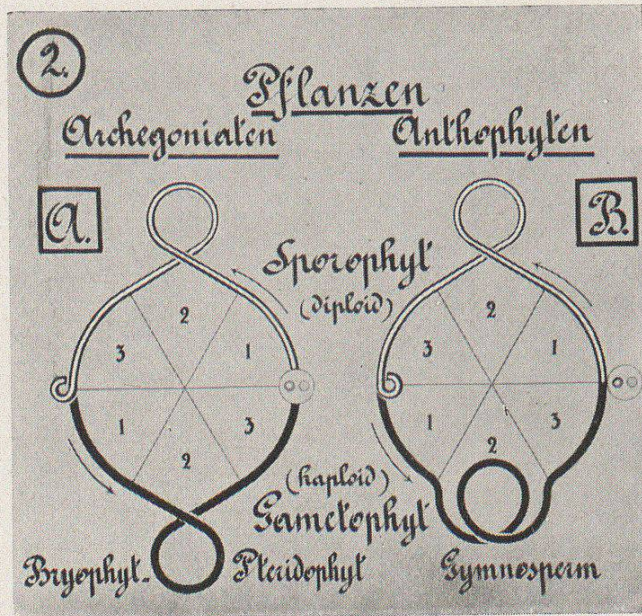 2.
Pflanzen
Archegoniaten
Anthophyten
A.
B.
Sporophyt
(diploid)
2
3
1
2
3
1
1
3
2
1
3
2
(haploid)
Gametophyt
Bryophyt-
Pteridophyt
Gymnosperm